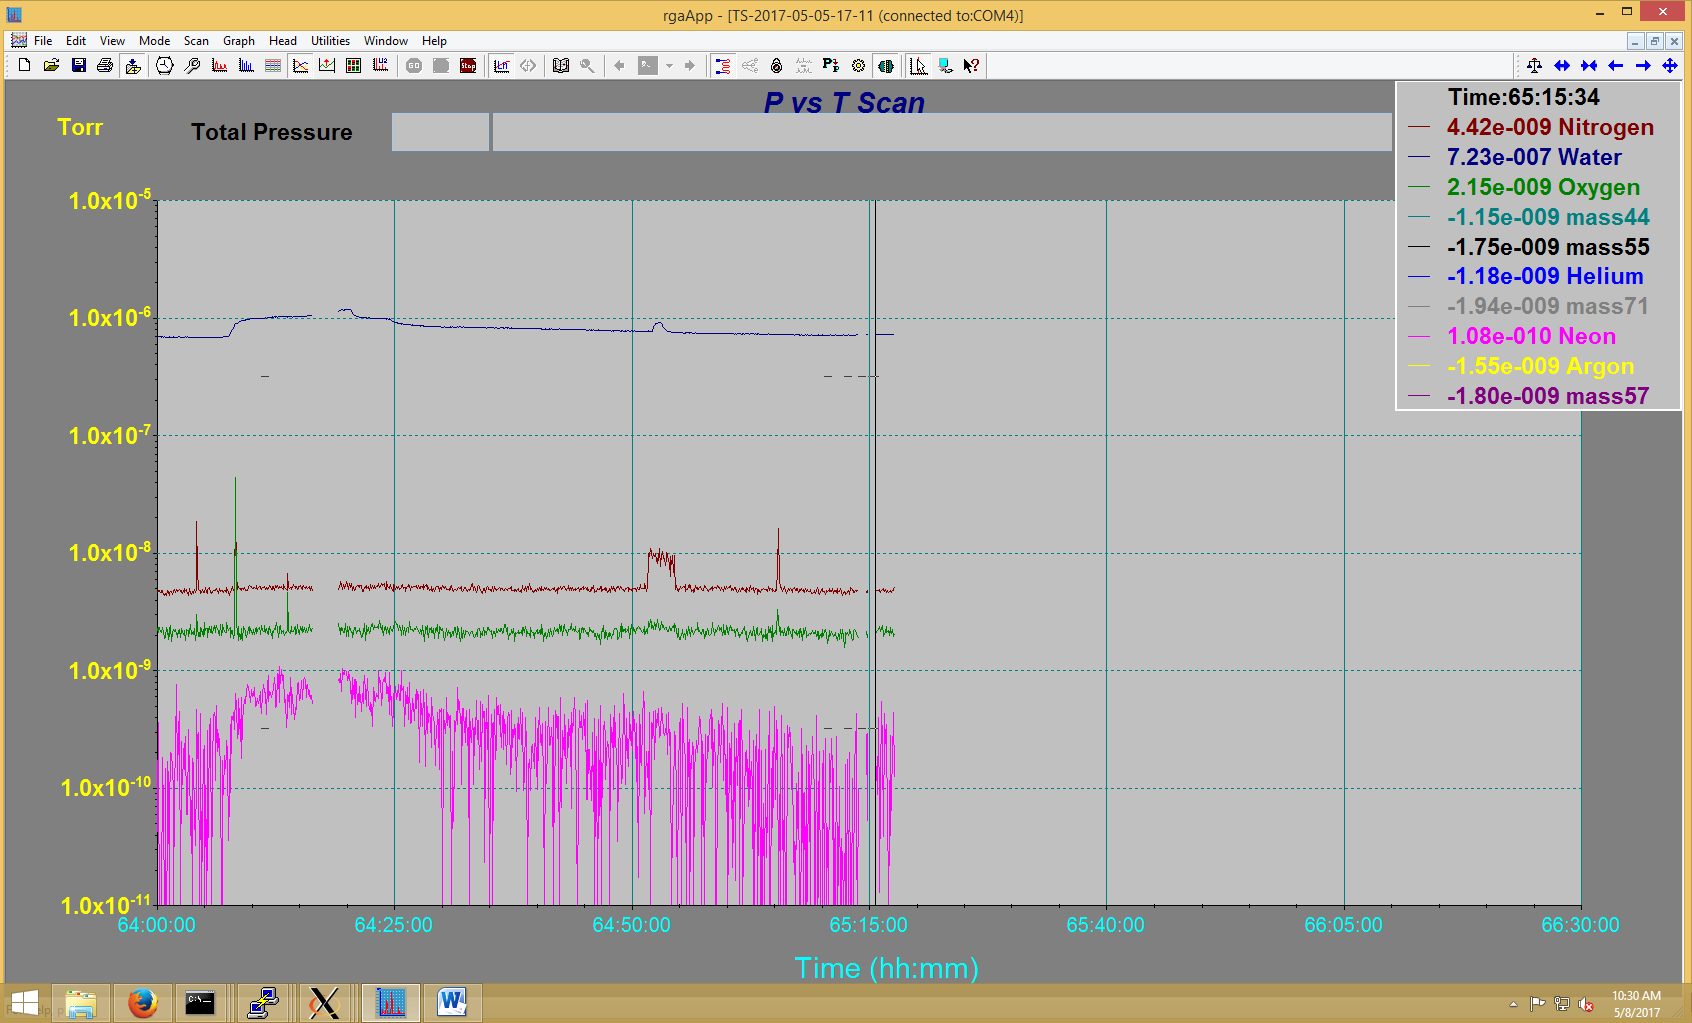 rgaApp - [TS-2017-05-05-17-11 (connected to:COM4)]
File Edit View Mode Scan Graph Head Utilities Window Help
P vs T Scan
Torr
Total Pressure
Time:65:15:34
4.42e-009 Nitrogen
7.23e-007 Water
2.15e-009 Oxygen
-1.15e-009 mass44
-1.75e-009 mass55
-1.18e-009 Helium
-1.94e-009 mass71
1.08e-010 Neon
-1.55e-009 Argon
-1.80e-009 mass57
1.0x10-5
1.0x10-6
1.0x10-7
1.0x10-8
1.0x10-9
1.0x10-10
1.0x10-11
64:00:00 64:25:00 64:50:00 65:15:00 65:40:00 66:05:00 66:30:00
Time (hh:mm)
10:30 AM
5/8/2017